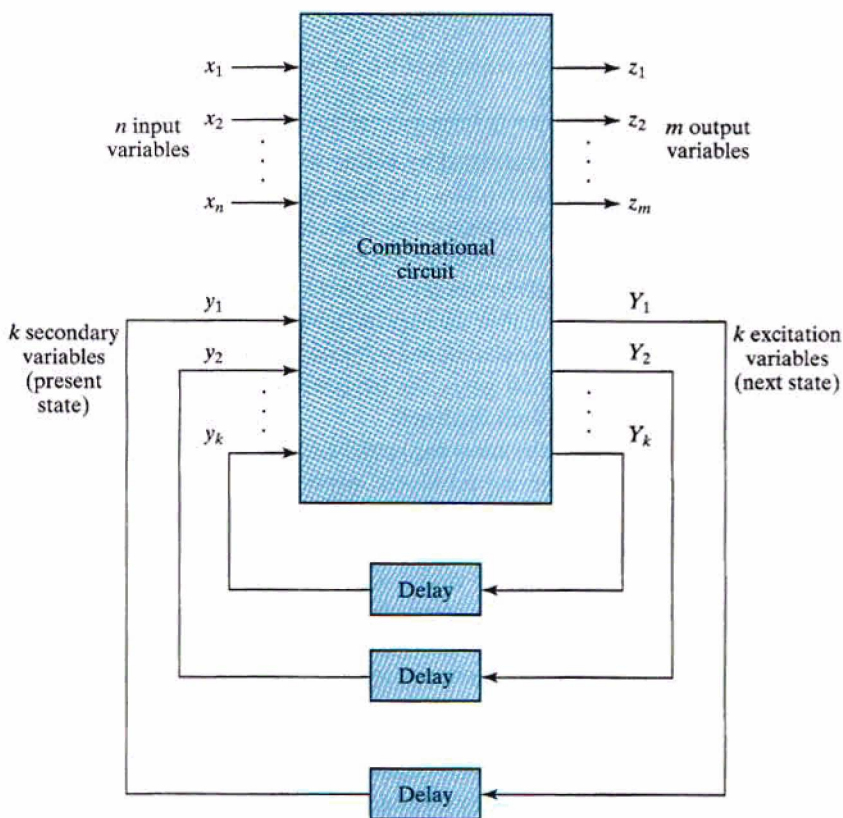 x₁
z₁
n input
variables
x₂
z₂
m output
variables
xₙ
zₘ
Combinational
circuit
k secondary
variables
(present
state)
y₁
Y₁
k excitation
variables
(next state)
y₂
Y₂
yₖ
Yₖ
Delay
Delay
Delay